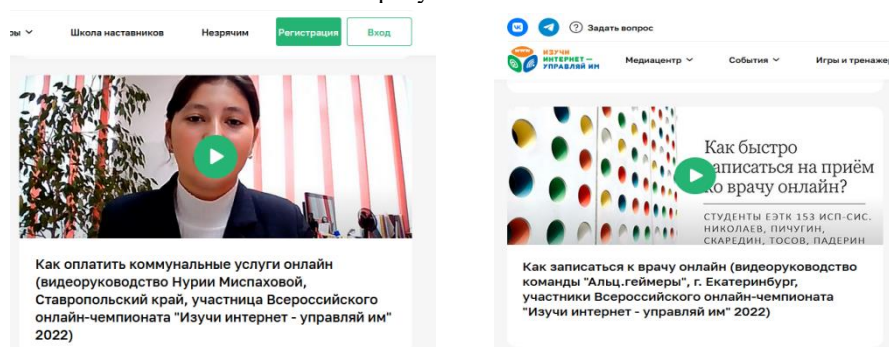 Школа наставников
Незрячим
Регистрация
Вход
Как оплатить коммунальные услуги онлайн
(видеоруководство Нурии Миспаховой,
Ставропольский край, участница Всероссийского
онлайн-чемпионата "Изучи интернет - управляй им"
2022)
Задать вопрос
ИЗУЧИ
ИНТЕРНЕТ —
УПРАВЛЯЙ ИМ
Медиацентр
События
Игры и тренаже
Как быстро
записаться на приём
ко врачу онлайн?
СТУДЕНТЫ ЕЭТК 153 ИСП-СИС.
НИКОЛАЕВ, ПИЧУГИН,
СКАРЕДИН, ТОСОВ, ПАДЕРИН
Как записаться к врачу онлайн (видеоруководство
команды "Альц.геймеры", г. Екатеринбург,
участники Всероссийского онлайн-чемпионата
"Изучи интернет - управляй им" 2022)